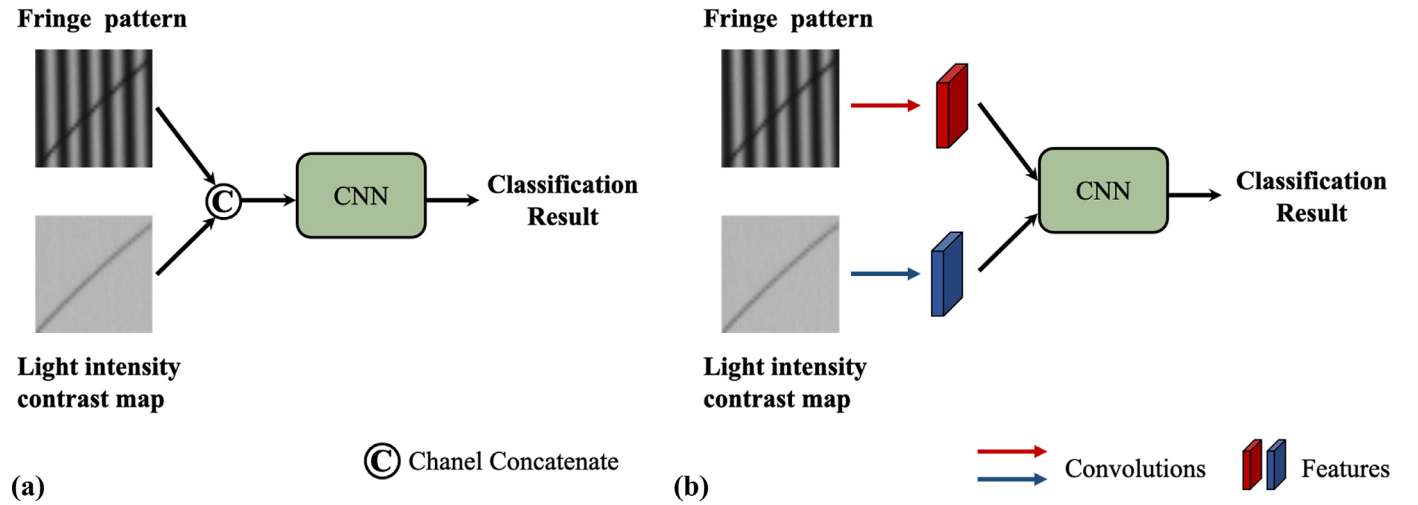 Fringe pattern
CNN
Classification
Result
Light intensity
contrast map
C
C Chanel Concatenate
(a)
Fringe pattern
CNN
Classification
Result
Light intensity
contrast map
Convolutions
Features
(b)